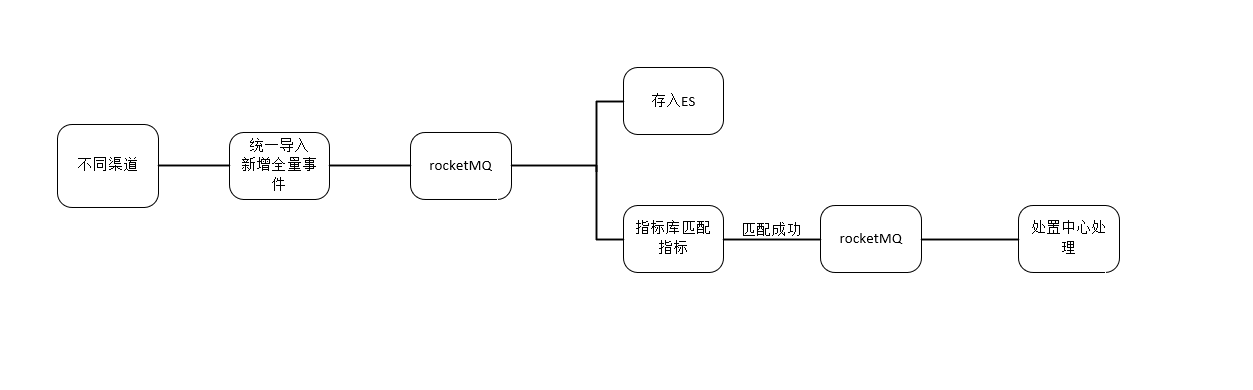 不同渠道
统一导入
新增全量事
件
rocketMQ
存入ES
指标库匹配
指标
匹配成功
rocketMQ
处置中心处
理